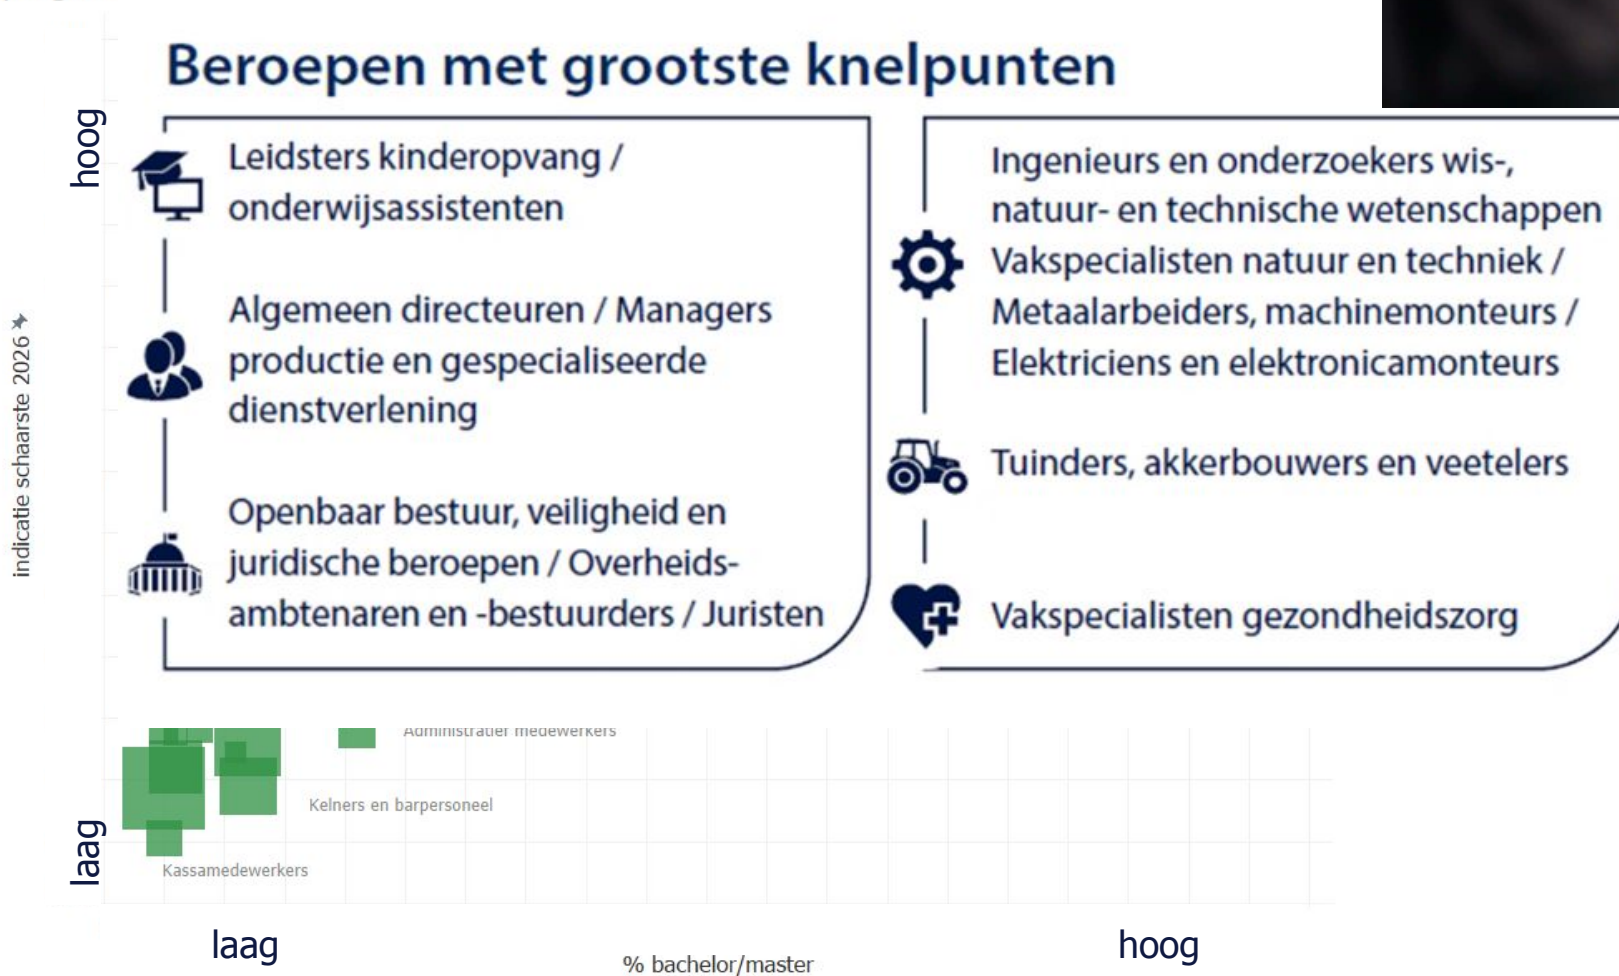 Beroepen met grootste knelpunten
hoog
Leidsters kinderopvang /
onderwijsassistenten
Algemeen directeuren / Managers
productie en gespecialiseerde
dienstverlening
Openbaar bestuur, veiligheid en
juridische beroepen / Overheids-
ambtenaren en -bestuurders / Juristen
Ingenieurs en onderzoekers wis-,
natuur- en technische wetenschappen
Vakspecialisten natuur en techniek /
Metaalarbeiders, machinemonteurs /
Elektriciens en elektronicamonteurs
Tuinders, akkerbouwers en veetelers
Vakspecialisten gezondheidszorg
indicatie schaarste 2026
Administratief medewerkers
Kelners en barpersoneel
laag
Kassamedewerkers
laag
hoog
% bachelor/master